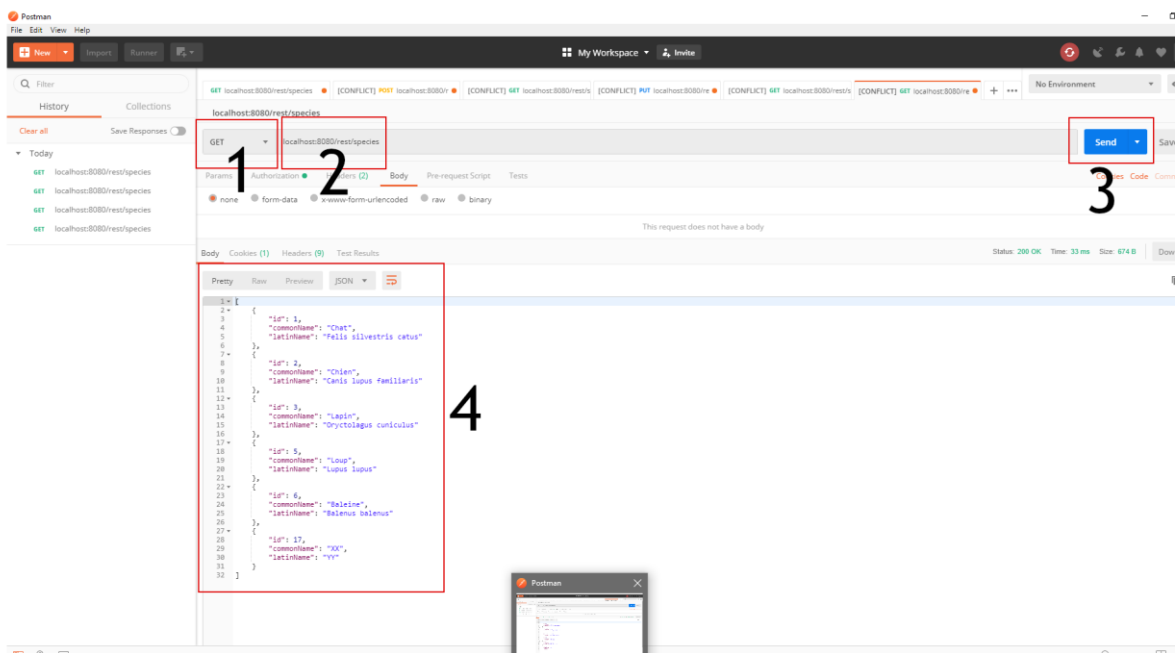 Postman
File Edit View Help
New Import Runner My Workspace Invite
Filter
History Collections
Clear all Save Responses
Today
GET localhost:8080/rest/species
GET localhost:8080/rest/species
GET localhost:8080/rest/species
GET localhost:8080/rest/species
GET localhost:8080/rest/species [CONFLICT] POST localhost:8080/r [CONFLICT] GET localhost:8080/rest/s [CONFLICT] PUT localhost:8080/re [CONFLICT] GET localhost:8080/rest/s [CONFLICT] GET localhost:8080/re No Environment
localhost:8080/rest/species
GET localhost:8080/rest/species Send Save
1 2 3
Params Authorization Headers (2) Body Pre-request Script Tests Cookies Code Comm
none form-data x-www-form-urlencoded raw binary
This request does not have a body
Body Cookies (1) Headers (9) Test Results Status: 200 OK Time: 33 ms Size: 674 B Dow
Pretty Raw Preview JSON
1 [
2 {
3 "id": 1,
4 "commonName": "Chat",
5 "latinName": "Felis silvestris catus"
6 },
7 {
8 "id": 2,
9 "commonName": "Chien",
10 "latinName": "Canis lupus familiaris"
11 },
12 {
13 "id": 3,
14 "commonName": "Lapin",
15 "latinName": "Oryctolagus cuniculus"
16 },
17 {
18 "id": 5,
19 "commonName": "Loup",
20 "latinName": "Lupus lupus"
21 },
22 {
23 "id": 6,
24 "commonName": "Baleine",
25 "latinName": "Balenus balenus"
26 },
27 {
28 "id": 17,
29 "commonName": "XX",
30 "latinName": "YY"
31 }
32 ]
4
Postman